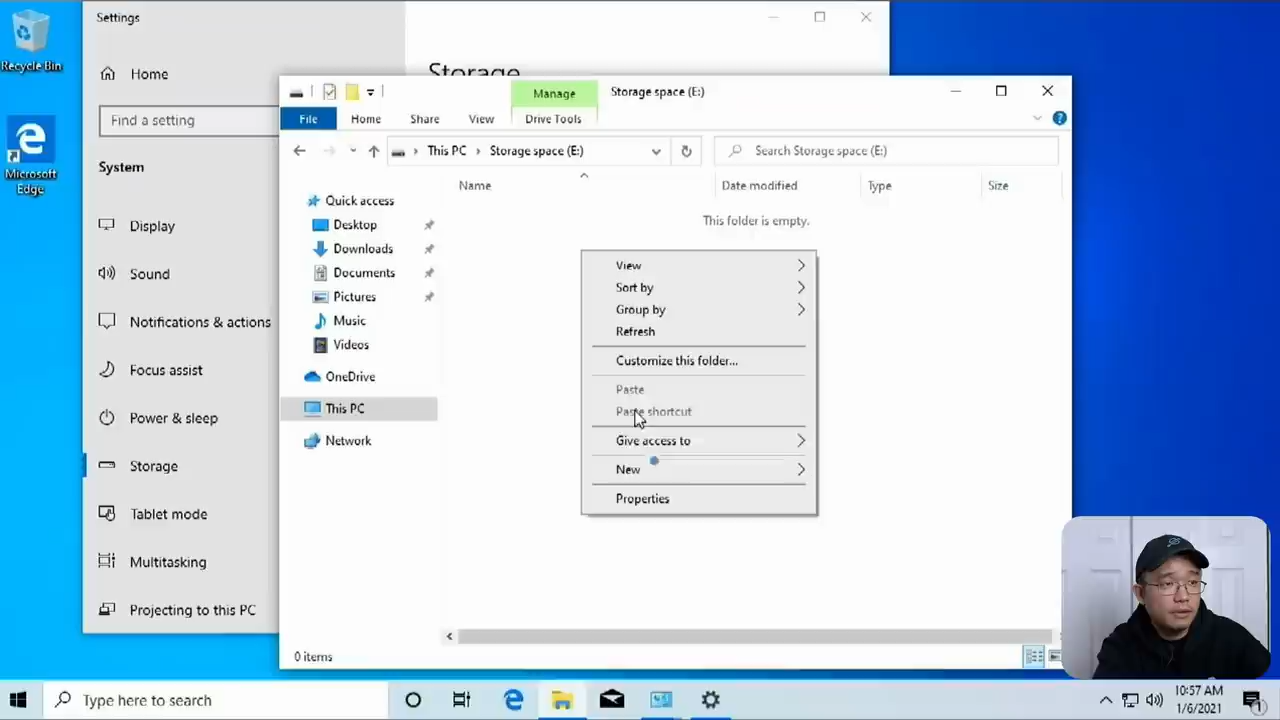 Recycle Bin
Microsoft
Edge
Settings
Home
Find a setting
System
Display
Sound
Notifications & actions
Focus assist
Power & sleep
Storage
Tablet mode
Multitasking
Projecting to this PC
Storage
Manage
Storage space (E:)
File
Home
Share
View
Drive Tools
This PC
Storage space (E:)
Search Storage space (E:)
Quick access
Desktop
Downloads
Documents
Pictures
Music
Videos
OneDrive
This PC
Network
Name
Date modified
Type
Size
This folder is empty.
View
Sort by
Group by
Refresh
Customize this folder...
Paste
Paste shortcut
Give access to
New
Properties
0 items
Type here to search
10:57 AM
1/6/2021
1